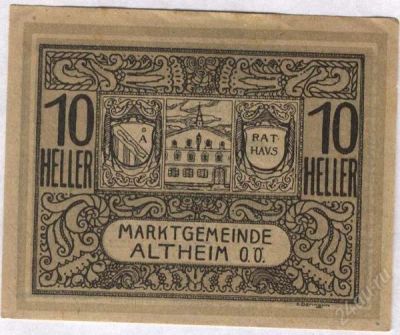 10
HELLER
Å
RAT
HAUS
10
HELLER
MARKTGEMEINDE
ALTHEIM O.Ö.